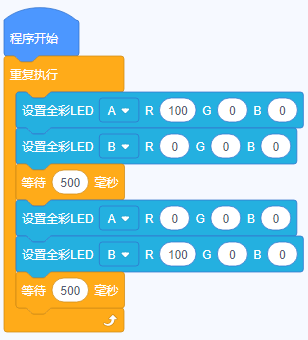 程序开始
重复执行
设置全彩LED A R 100 G 0 B 0
设置全彩LED B R 0 G 0 B 0
等待 500 毫秒
设置全彩LED A R 0 G 0 B 0
设置全彩LED B R 100 G 0 B 0
等待 500 毫秒